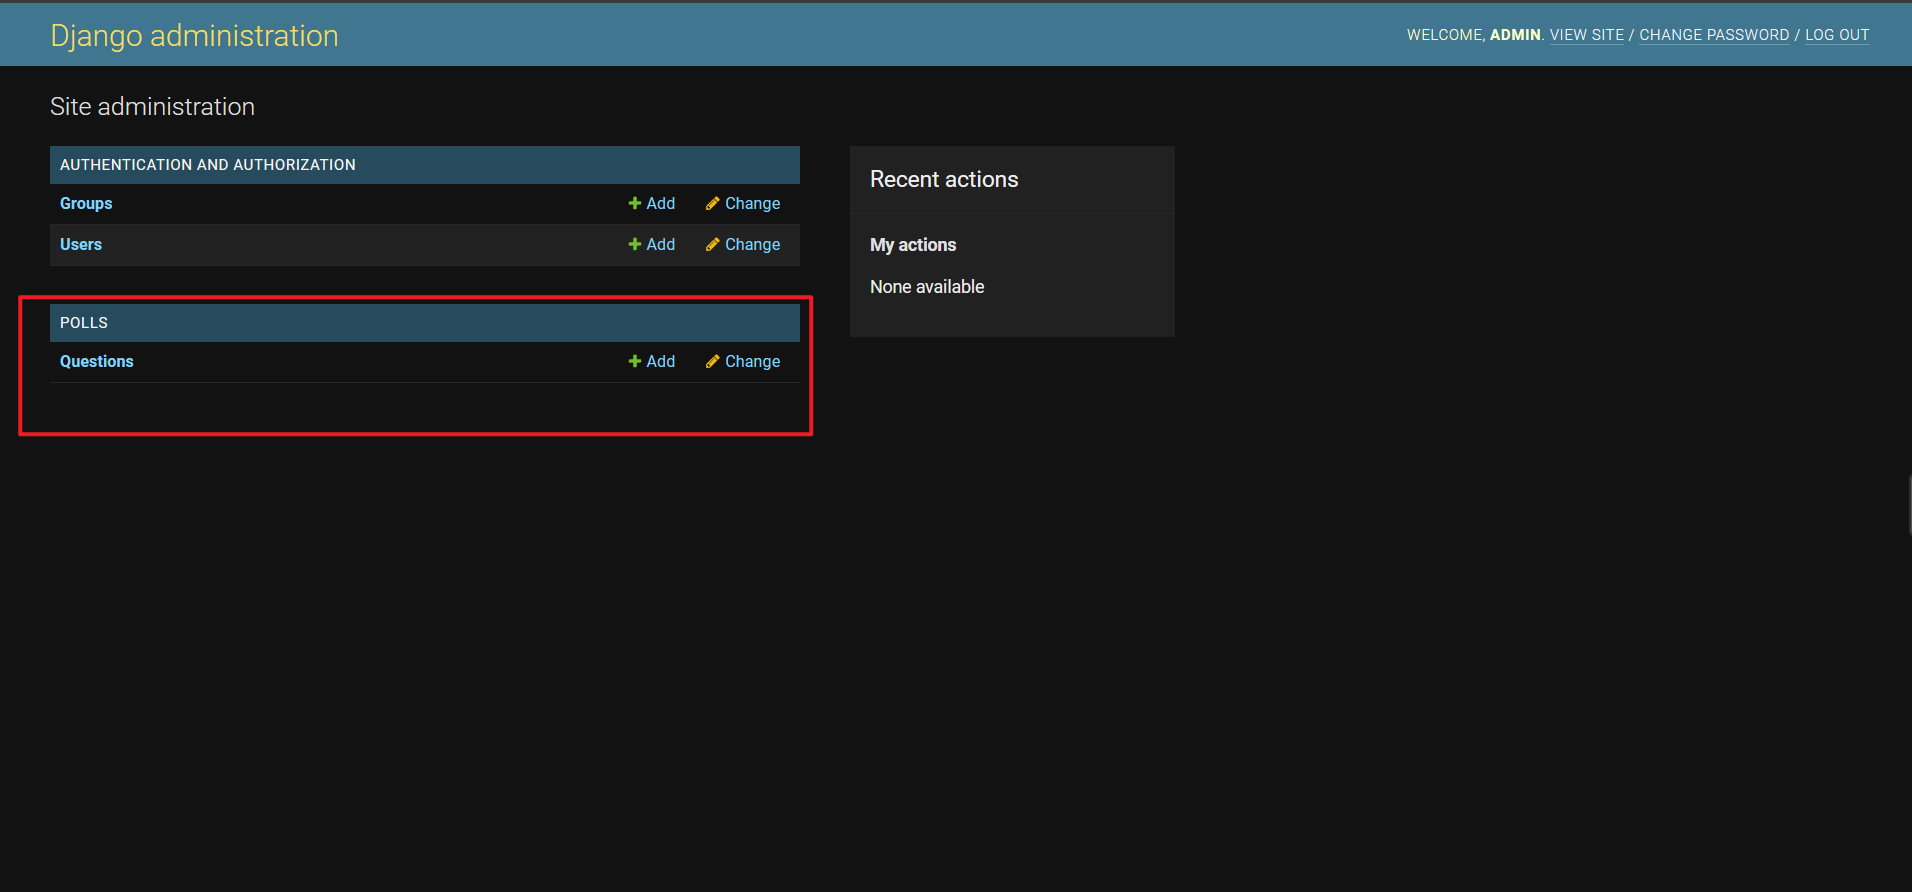 Django administration
WELCOME, ADMIN. VIEW SITE / CHANGE PASSWORD / LOG OUT
Site administration
AUTHENTICATION AND AUTHORIZATION
Groups Add Change
Users Add Change
POLLS
Questions Add Change
Recent actions
My actions
None available